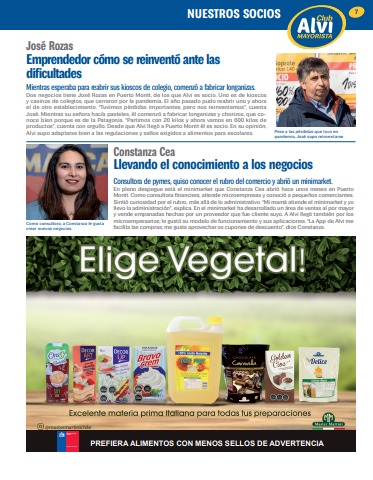 NUESTROS SOCIOS
7
Club
Alvi
MAYORISTA
José Rozas
Emprendedor cómo se reinventó ante las
dificultades
Mientras esperaba para reabrir sus kioscos de colegio, comenzó a fabricar longanizas.
Dos negocios tiene José Rozas en Puerto Montt, de los que Alvi es socio. Uno es de kioscos
y casinos de colegios, que cerraron por la pandemia. El año pasado pudo reabrir uno y ahora
el de otro establecimiento. "Tuvimos pérdidas importantes, pero nos reinventamos", cuenta
José. Mientras su señora hacía pasteles, él comenzó a fabricar longanizas y chorizos, que co-
noce bien porque es de la Patagonia. "Partimos con 20 kilos y ahora vamos en 600 kilos de
productos", cuenta con orgullo. Desde que Alvi llegó a Puerto Montt él es socio. En su opinión,
Alvi supo adaptarse bien a las regulaciones y sellos exigidos a alimentos para escolares.
Pese a las pérdidas que tuvo en
pandemia, José supo reinventarse
Constanza Cea
Llevando el conocimiento a los negocios
Consultora de pymes, quiso conocer el rubro del comercio y abrió un minimarket.
En pleno despegue está el minimarket que Constanza Cea abrió hace unos meses en Puerto
Montt. Como consultora financiera, atiende microempresas y conoció a pequeños comerciantes.
Sintió curiosidad por el rubro, más allá de lo administrativo. "Mi mamá atiende el minimarket y yo
llevo la administración", explica. En el minimarket ha desarrollado un área de ventas al por mayor
y vende empanadas hechas por un proveedor que fue cliente suyo. A Alvi llegó también por los
microempresarios; le gustó su modelo de funcionamiento y sus aplicaciones. "La App de Alvi me
facilita las compras; me gusta aprovechar los cupones de descuento", dice Constanza.
Como consultora, a Constanza le gusta
crear nuevos negocios
Elige Vegetal!
Decor
Decor
Up
Bravo
grem
Chocolate
Caramella
Golden
Cios
Délice
Excelente materia prima Italiana para todas tus preparaciones
@mastermartinichile
Master Martini
PREFIERA ALIMENTOS CON MENOS SELLOS DE ADVERTENCIA